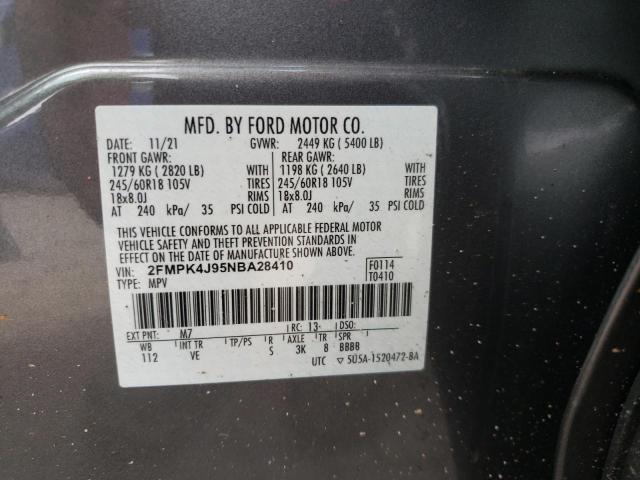 MFD. BY FORD MOTOR CO.
DATE: 11/21 GVWR: 2449 KG ( 5400 LB)
FRONT GAWR: REAR GAWR:
1279 KG ( 2820 LB) WITH 1198 KG ( 2640 LB) WITH
245/60R18 105V TIRES 245/60R18 105V TIRES
18x8.0J 18x8.0J
AT 240 kPa/ 35 PSI COLD AT 240 kPa/ 35 PSI COLD
THIS VEHICLE CONFORMS TO ALL APPLICABLE FEDERAL MOTOR
VEHICLE SAFETY AND THEFT PREVENTION STANDARDS IN
EFFECT ON THE DATE OF MANUFACTURE SHOWN ABOVE.
VIN: 2FMPK4J95NBA28410 F0114
TYPE: MPV T0410
EXT PNT: M7 RC: 13 DSO:
WB INT TR TP/PS R AXLE TR SPR
112 VE S 3K 8 BBBB
UTC ▽ 5U5A-1520472-BA